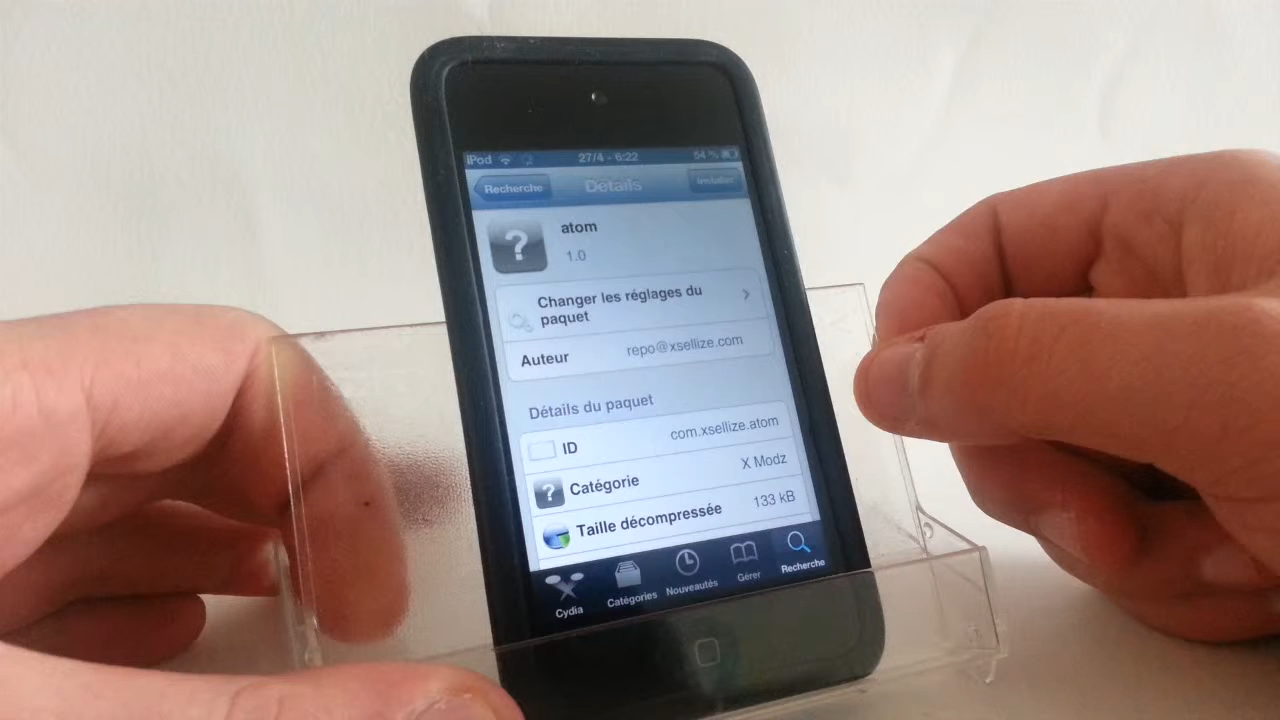 iPod 27/4 - 6:22 54 %
Recherche Détails Installer
atom
1.0
Changer les réglages du
paquet
Auteur repo@xsellize.com
Détails du paquet
ID com.xsellize.atom
? Catégorie X Modz
Taille décompressée 133 kB
Cydia Catégories Nouveautés Gérer Recherche